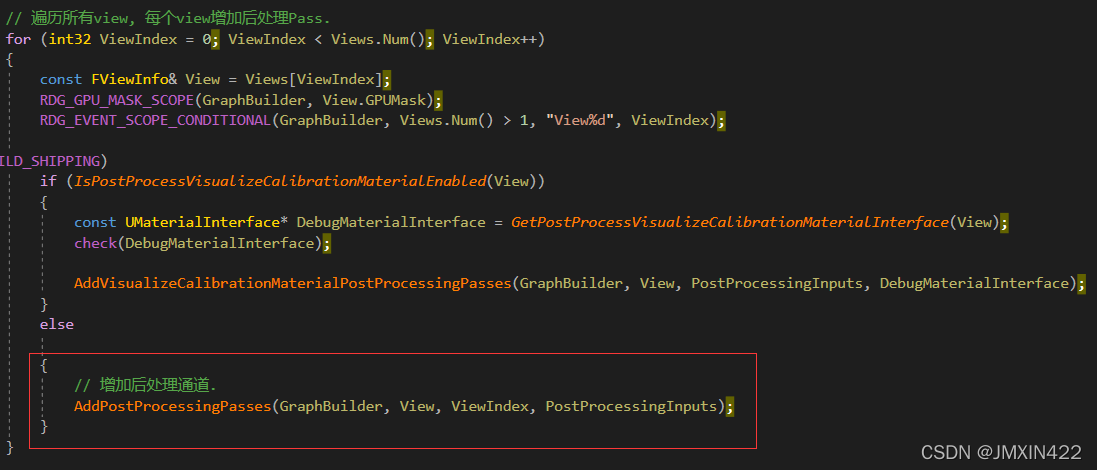 // 遍历所有view, 每个view增加后处理Pass.
for (int32 ViewIndex = 0; ViewIndex < Views.Num(); ViewIndex++)
{
const FViewInfo& View = Views[ViewIndex];
RDG_GPU_MASK_SCOPE(GraphBuilder, View.GPUMask);
RDG_EVENT_SCOPE_CONDITIONAL(GraphBuilder, Views.Num() > 1, "View%d", ViewIndex);
ILD_SHIPPING)
if (IsPostProcessVisualizeCalibrationMaterialEnabled(View))
{
const UMaterialInterface* DebugMaterialInterface = GetPostProcessVisualizeCalibrationMaterialInterface(View);
check(DebugMaterialInterface);
AddVisualizeCalibrationMaterialPostProcessingPasses(GraphBuilder, View, PostProcessingInputs, DebugMaterialInterface);
}
else
{
// 增加后处理通道.
AddPostProcessingPasses(GraphBuilder, View, ViewIndex, PostProcessingInputs);
}
}
CSDN @JMXIN422